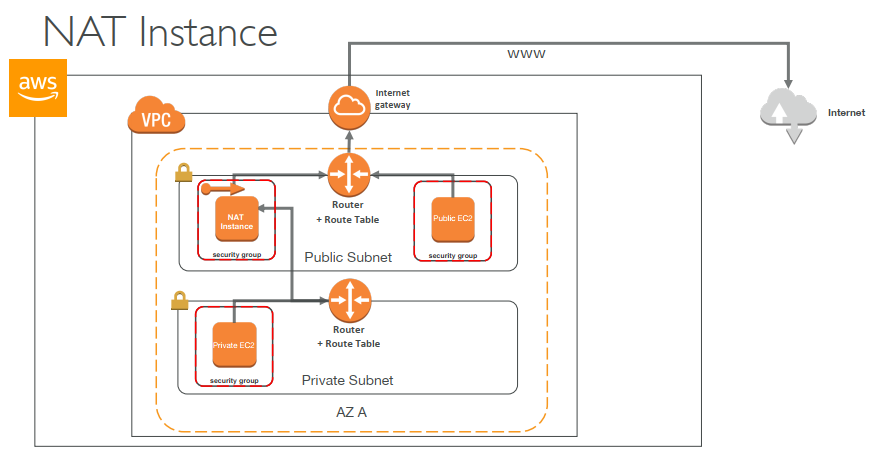 NAT Instance
www
aws
Internet
gateway
VPC
Internet
Router
+ Route Table
NAT
Instance
Public EC2
security group
security group
Public Subnet
Router
+ Route Table
Private EC2
security group
Private Subnet
AZ A